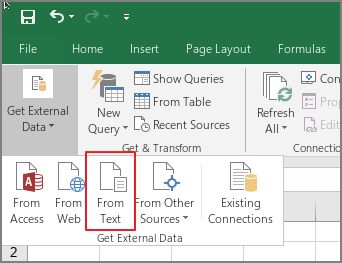 File Home Insert Page Layout Formulas
Get External
Data
New
Query
Show Queries
From Table
Recent Sources
Get & Transform
Refresh
All
Con
Prop
Edit
Connectio
From
Access
From
Web
From
Text
From Other
Sources
Existing
Connections
Get External Data
2